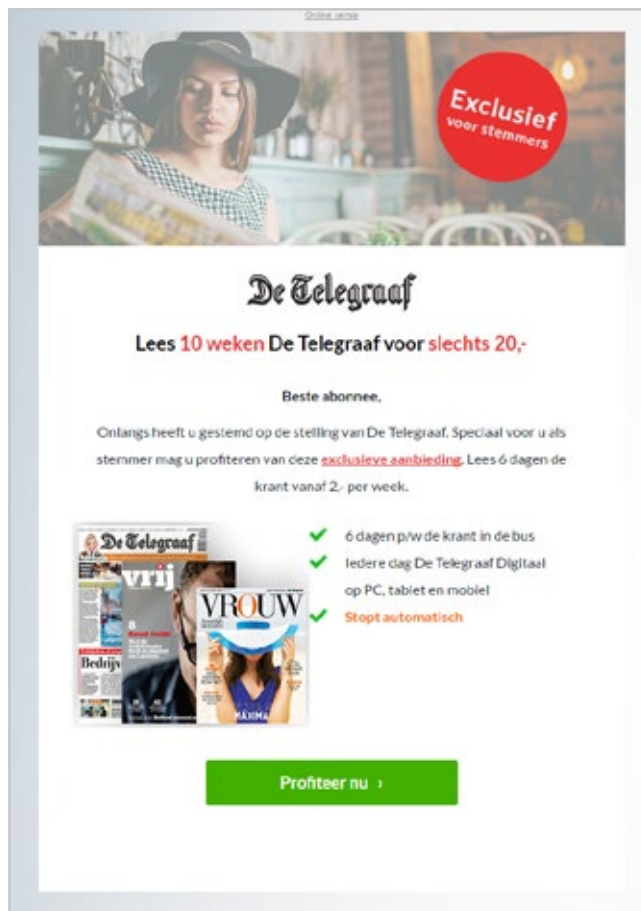 Online versie
Exclusief
voor stemmers
De Telegraaf
Lees 10 weken De Telegraaf voor slechts 20,-
Beste abonnee,
Onlangs heeft u gestemd op de stelling van De Telegraaf. Speciaal voor u als
stemmer mag u profiteren van deze exclusieve aanbieding. Lees 6 dagen de
krant vanaf 2,- per week.
De Telegraaf
vrij
VROUW
8
Bedrijv
MÁXIMA
6 dagen p/w de krant in de bus
Iedere dag De Telegraaf Digitaal
op PC, tablet en mobiel
Stopt automatisch
Profiteer nu ›